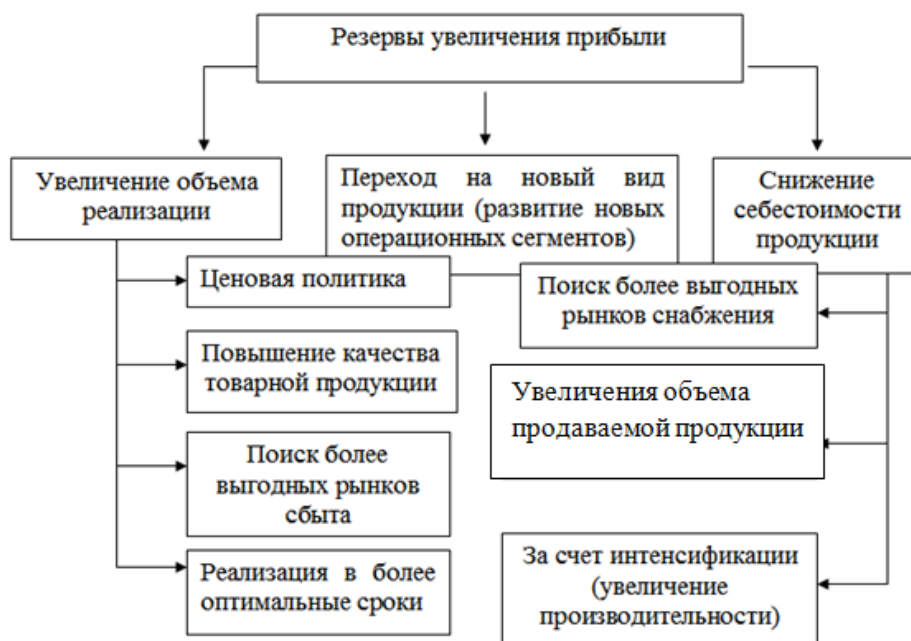 Резервы увеличения прибыли
Увеличение объема
реализации
Переход на новый вид
продукции (развитие новых
операционных сегментов)
Снижение
себестоимости
продукции
Ценовая политика
Повышение качества
товарной продукции
Поиск более
выгодных рынков
сбыта
Реализация в более
оптимальные сроки
Поиск более выгодных
рынков снабжения
Увеличения объема
продаваемой продукции
За счет интенсификации
(увеличение
производительности)